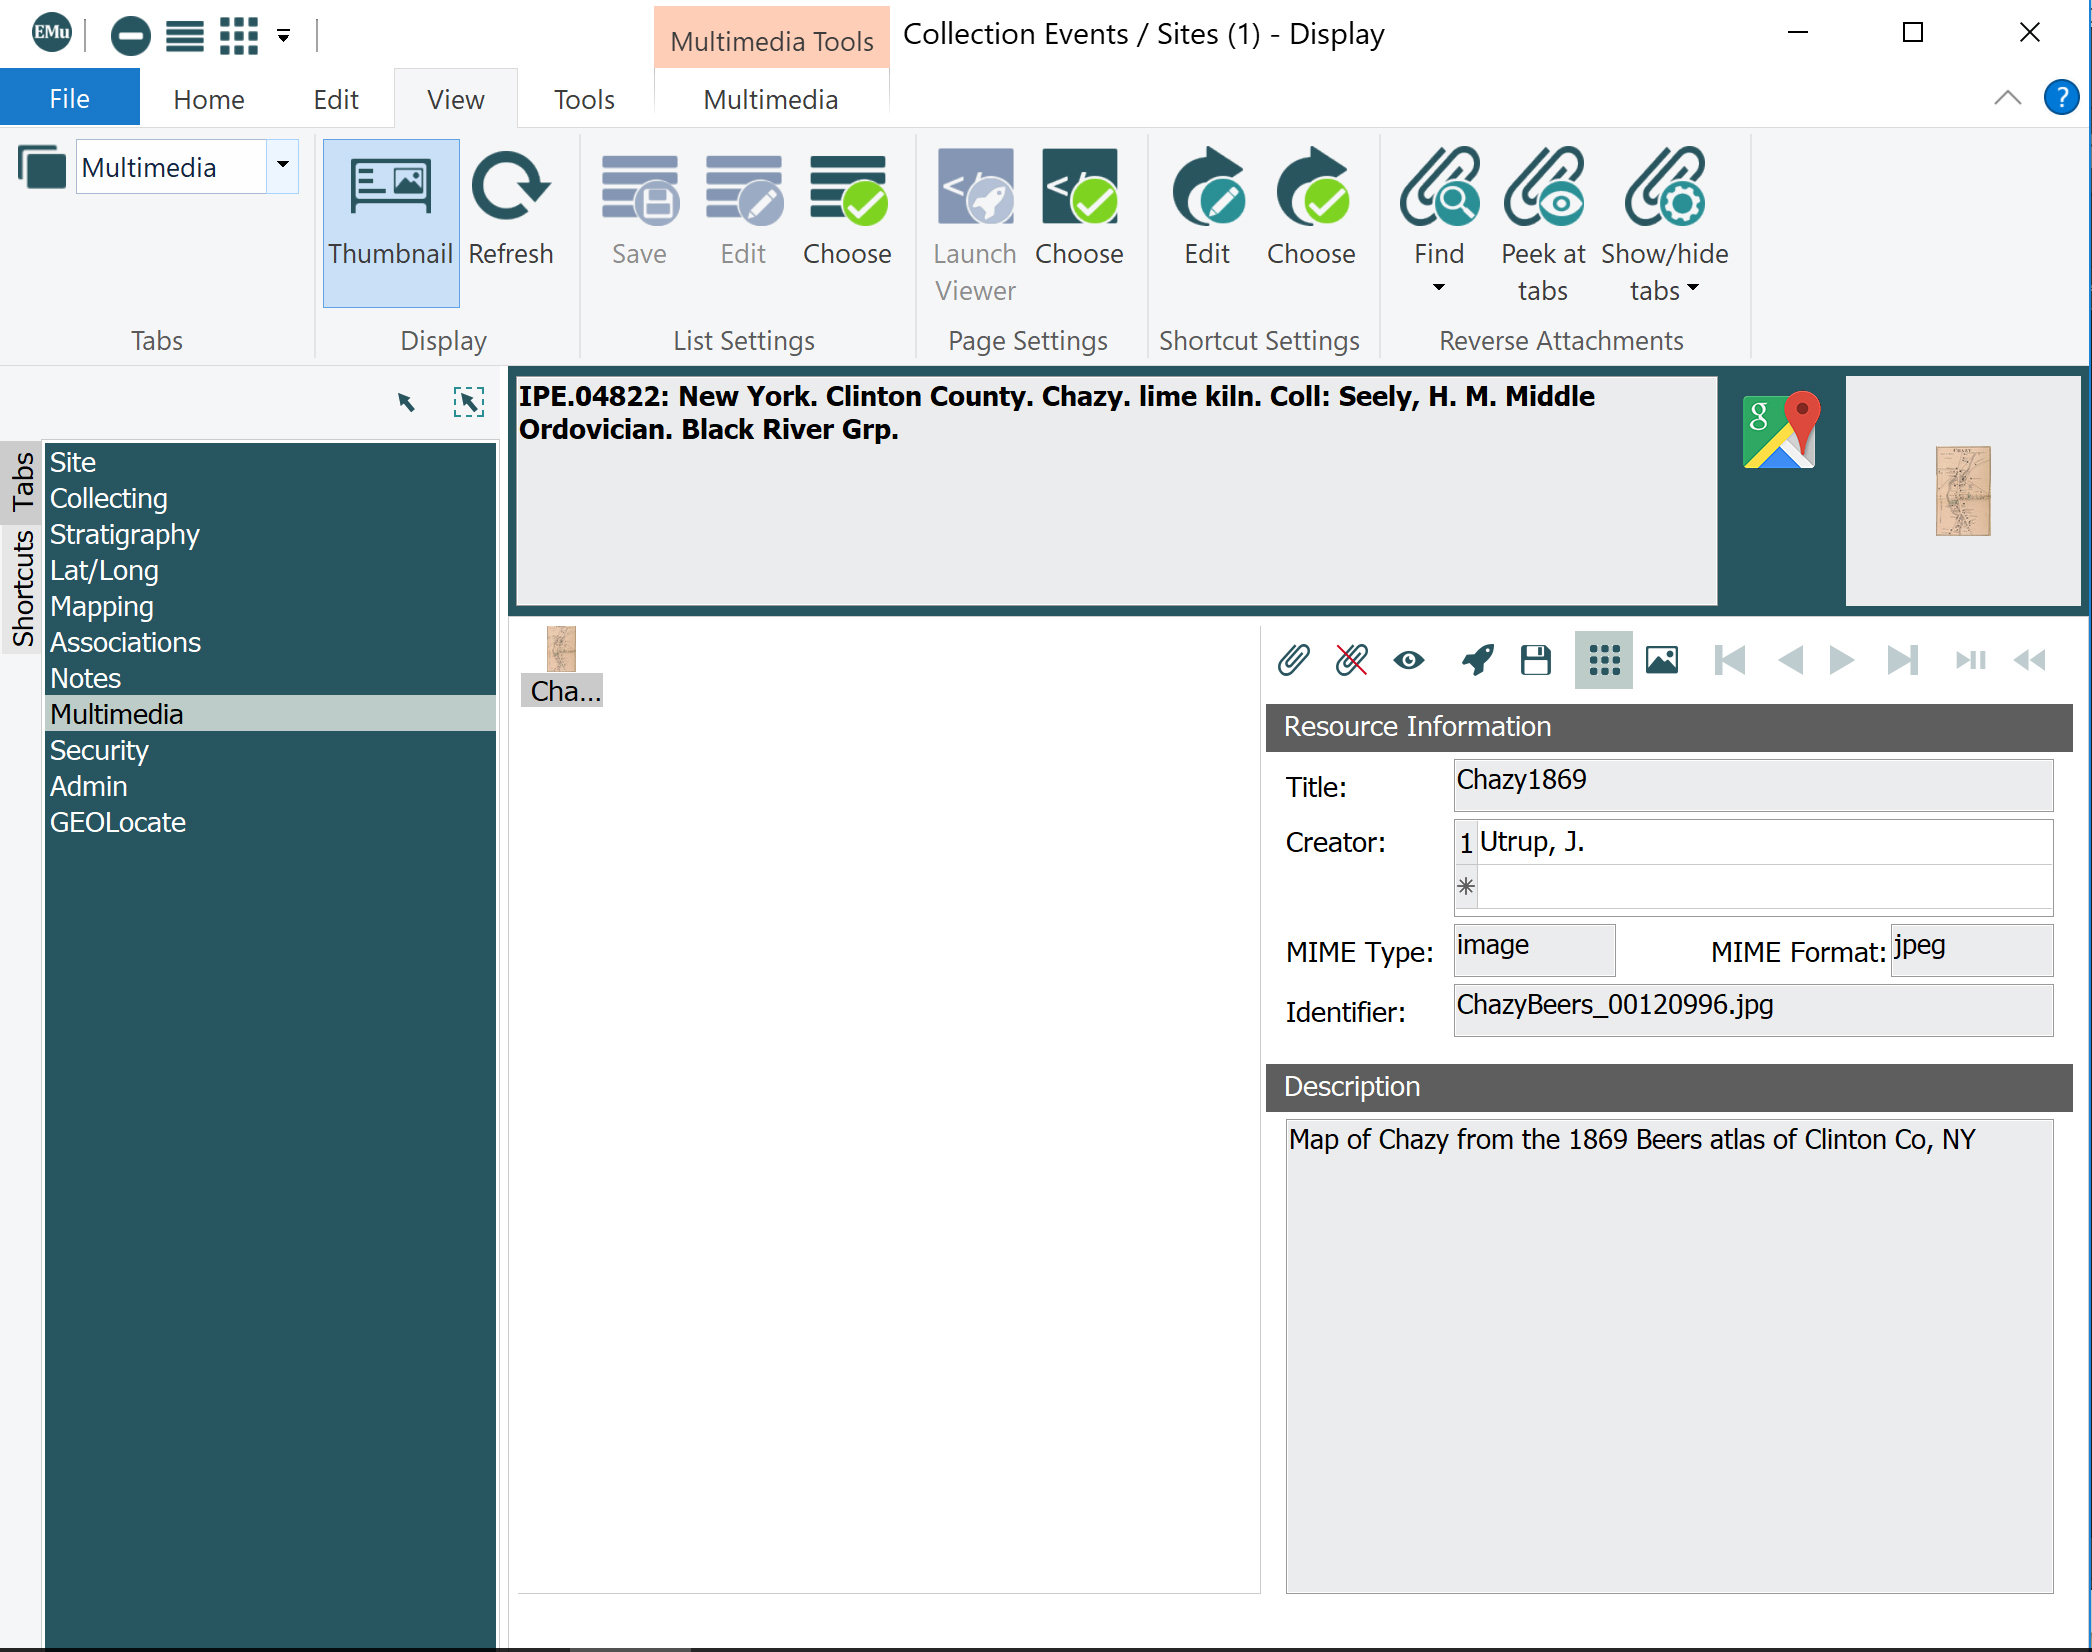 EMu
Multimedia Tools
Collection Events / Sites (1) - Display
File
Home
Edit
View
Tools
Multimedia
?
Multimedia
Thumbnail
Refresh
Save
Edit
Choose
Launch
Viewer
Choose
Edit
Choose
Find
Peek at
tabs
Show/hide
tabs
Tabs
Display
List Settings
Page Settings
Shortcut Settings
Reverse Attachments
Tabs
Shortcuts
Site
Collecting
Stratigraphy
Lat/Long
Mapping
Associations
Notes
Multimedia
Security
Admin
GEOLocate
IPE.04822: New York. Clinton County. Chazy. lime kiln. Coll: Seely, H. M. Middle
Ordovician. Black River Grp.
g
CHAZY
Cha...
Resource Information
Title:
Chazy1869
Creator:
1 Utrup, J.
MIME Type:
image
MIME Format:
jpeg
Identifier:
ChazyBeers_00120996.jpg
Description
Map of Chazy from the 1869 Beers atlas of Clinton Co, NY